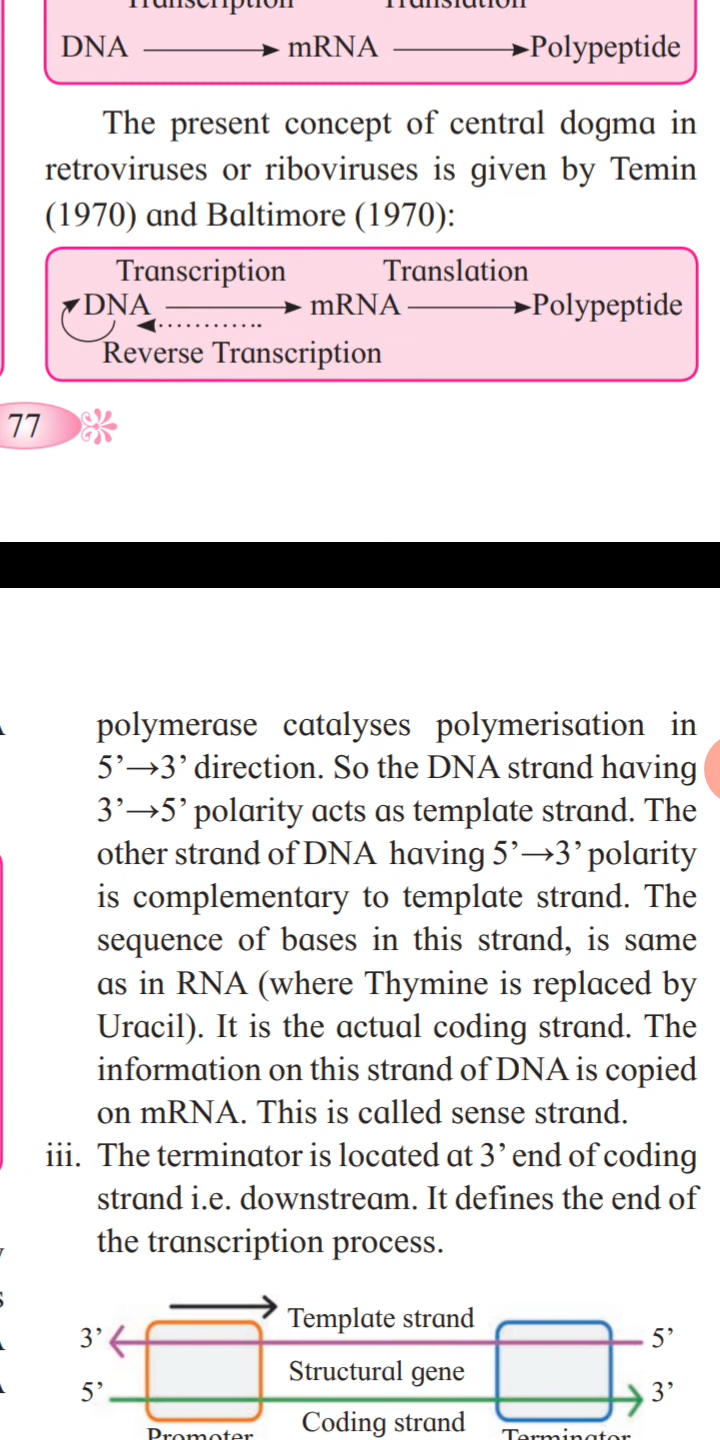 DNA mRNA Polypeptide
The present concept of central dogma in
retroviruses or riboviruses is given by Temin
(1970) and Baltimore (1970):
Transcription Translation
DNA mRNA Polypeptide
Reverse Transcription
77
polymerase catalyses polymerisation in
5’→3’ direction. So the DNA strand having
3’→5’ polarity acts as template strand. The
other strand of DNA having 5’→3’ polarity
is complementary to template strand. The
sequence of bases in this strand, is same
as in RNA (where Thymine is replaced by
Uracil). It is the actual coding strand. The
information on this strand of DNA is copied
on mRNA. This is called sense strand.
iii. The terminator is located at 3’ end of coding
strand i.e. downstream. It defines the end of
the transcription process.
Template strand
3’ 5’
Structural gene
5’ 3’
Coding strand
Promoter Terminator